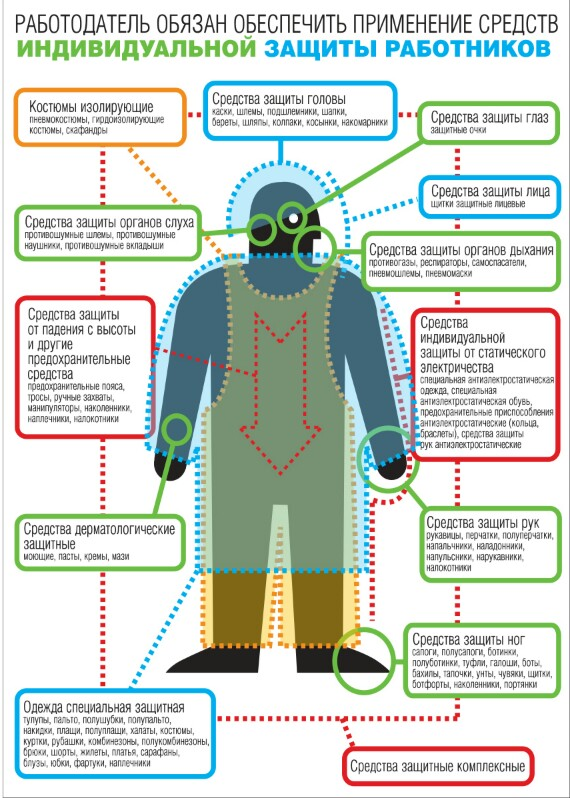 РАБОТОДАТЕЛЬ ОБЯЗАН ОБЕСПЕЧИТЬ ПРИМЕНЕНИЕ СРЕДСТВ
ИНДИВИДУАЛЬНОЙ ЗАЩИТЫ РАБОТНИКОВ
Костюмы изолирующие
пневмокостюмы, гирдоизолирующие
костюмы, скафандры
Средства защиты головы
каски, шлемы, подшлемники, шапки,
береты, шляпы, колпаки, косынки, накомарники
Средства защиты глаз
защитные очки
Средства защиты лица
щитки защитные лицевые
Средства защиты органов слуха
противошумные шлемы, противошумные
наушники, противошумные вкладыши
Средства защиты органов дыхания
противогазы, респираторы, самоспасатели,
пневмошлемы, пневмомаски
Средства защиты
от падения с высоты
и другие
предохранительные
средства
предохранительные пояса,
тросы, ручные захваты,
манипуляторы, наколенники,
наплечники, налокотники
Средства
индивидуальной
защиты от статического
электричества
специальная антиэлектростатическая
одежда, специальная
антиэлектростатическая обувь,
предохранительные приспособления
антиэлектростатические (кольца,
браслеты), средства защиты
рук антиэлектростатические
Средства дерматологические
защитные
моющие, пасты, кремы, мази
Средства защиты рук
рукавицы, перчатки, полуперчатки,
напальчники, наладонники,
напульсники, нарукавники,
налокотники
Средства защиты ног
сапоги, полусапоги, ботинки,
полуботинки, туфли, галоши, боты,
бахилы, тапочки, унты, чувяки, щитки,
ботфорты, наколенники, портянки
Одежда специальная защитная
тулупы, пальто, полушубки, полупальто,
накидки, плащи, полуплащи, халаты, костюмы,
куртки, рубашки, комбинезоны, полукомбинезоны,
брюки, шорты, жилеты, платья, сарафаны,
блузы, юбки, фартуки, наплечники
Средства защитные комплексные